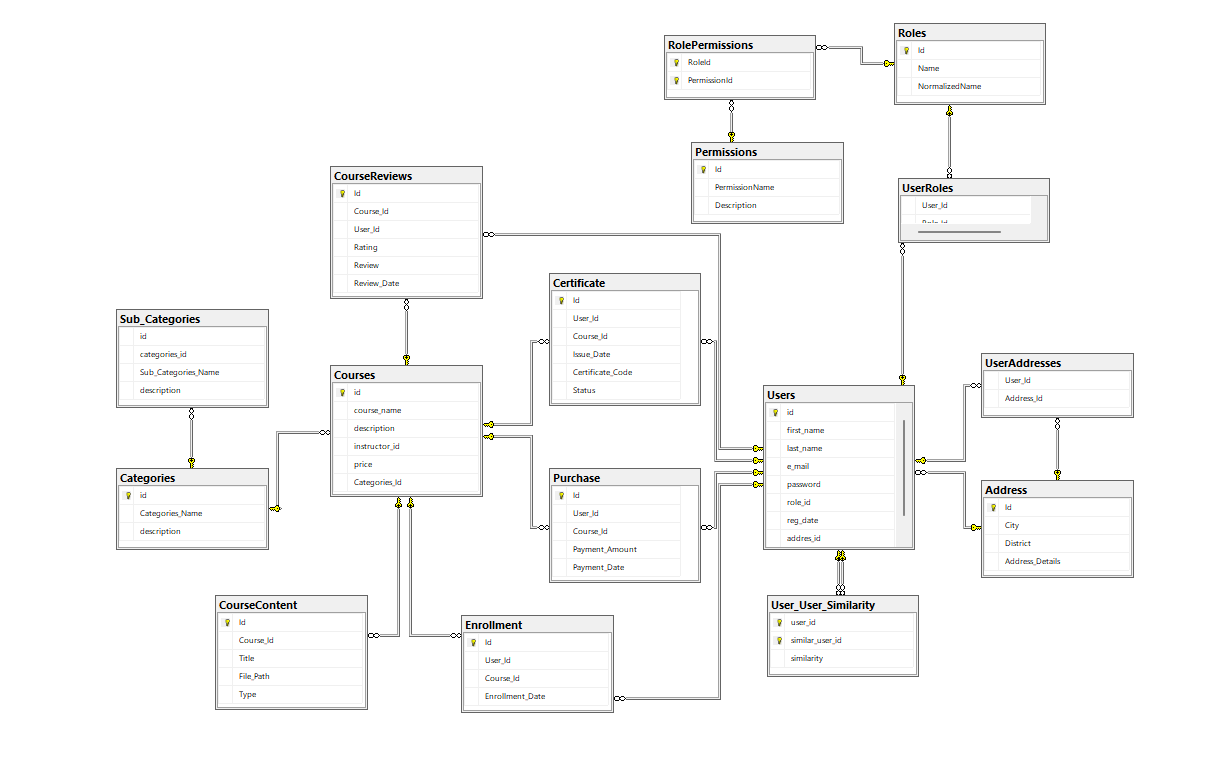 RolePermissions
RoleId
PermissionId
Roles
Id
Name
NormalizedName
Permissions
Id
PermissionName
Description
UserRoles
User_Id
CourseReviews
Id
Course_Id
User_Id
Rating
Review
Review_Date
Certificate
Id
User_Id
Course_Id
Issue_Date
Certificate_Code
Status
Sub_Categories
id
categories_id
Sub_Categories_Name
description
Courses
id
course_name
description
instructor_id
price
Categories_Id
Users
id
first_name
last_name
e_mail
password
role_id
reg_date
addres_id
UserAddresses
User_Id
Address_Id
Categories
id
Categories_Name
description
Purchase
Id
User_Id
Course_Id
Payment_Amount
Payment_Date
Address
Id
City
District
Address_Details
CourseContent
Id
Course_Id
Title
File_Path
Type
Enrollment
Id
User_Id
Course_Id
Enrollment_Date
User_User_Similarity
user_id
similar_user_id
similarity